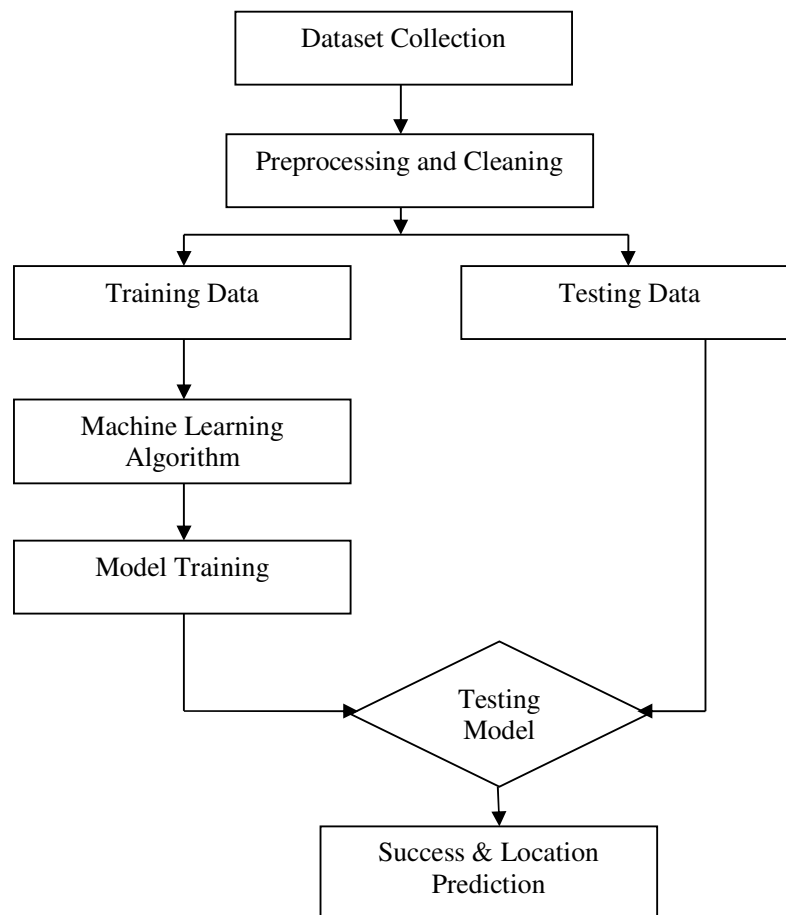 Dataset Collection
Preprocessing and Cleaning
Training Data
Testing Data
Machine Learning
Algorithm
Model Training
Testing
Model
Success & Location
Prediction